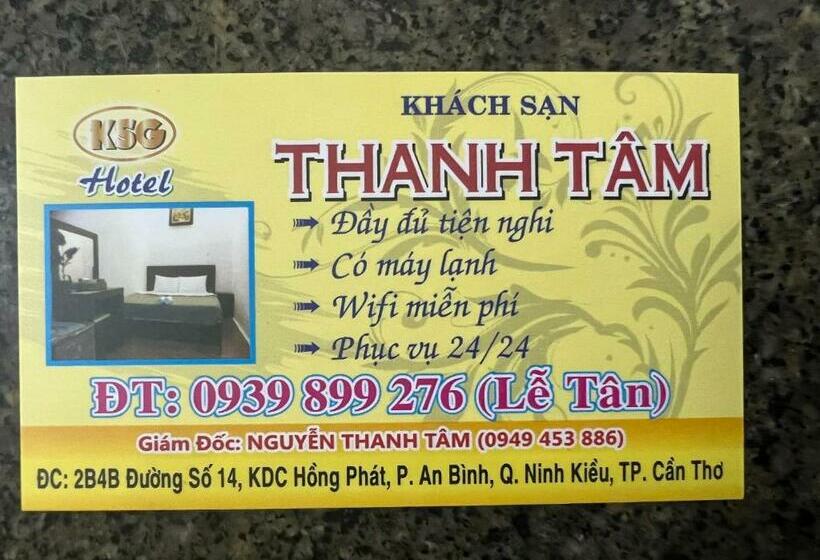 KSG
Hotel
KHÁCH SẠN
THANH TÂM
Đầy đủ tiện nghi
Có máy lạnh
Wifi miễn phí
Phục vụ 24/24
ĐT: 0939 899 276 (Lễ Tân)
Giám Đốc: NGUYỄN THANH TÂM (0949 453 886)
ĐC: 2B4B Đường Số 14, KDC Hồng Phát, P. An Bình, Q. Ninh Kiều, TP. Cần Thơ